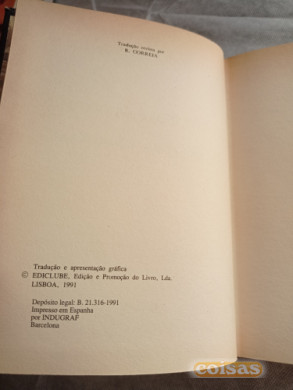 Tradução revista por
R. CORREIA
Tradução e apresentação gráfica
© EDICLUBE, Edição e Promoção do Livro, Lda.
LISBOA, 1991
Depósito legal: B. 21.316-1991
Impresso em Espanha
por INDUGRAF
Barcelona
coisas